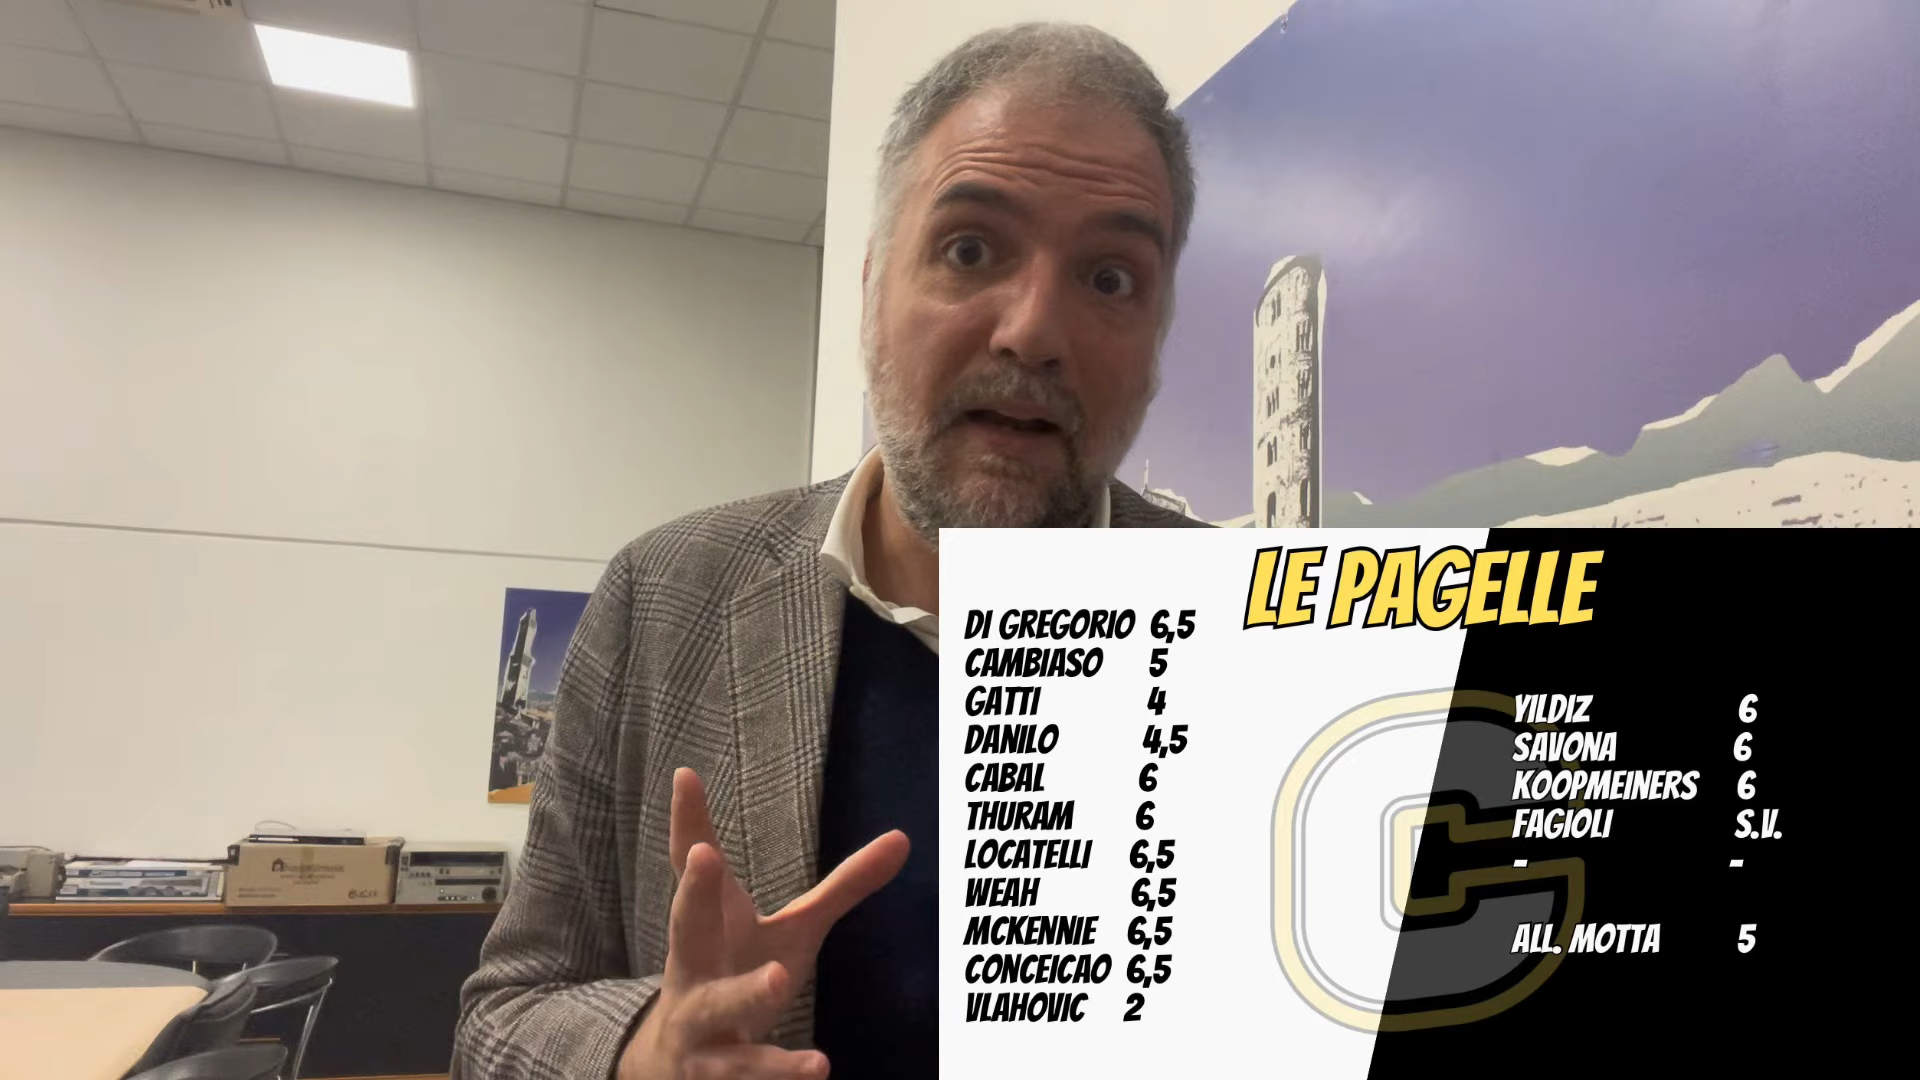 LE PAGELLE
DI GREGORIO 6,5
CAMBIASO 5
GATTI 4
DANILO 4,5
CABAL 6
THURAM 6
LOCATELLI 6,5
WEAH 6,5
MCKENNIE 6,5
CONCEICAO 6,5
VLAHOVIC 2
YILDIZ 6
SAVONA 6
KOOPMEINERS 6
FAGIOLI S.V.
- -
ALL. MOTTA 5